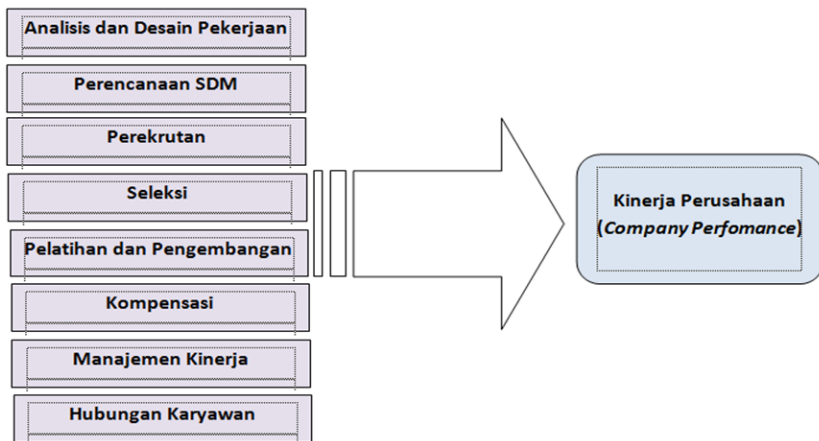 Analisis dan Desain Pekerjaan
Perencanaan SDM
Perekrutan
Seleksi
Pelatihan dan Pengembangan
Kompensasi
Manajemen Kinerja
Hubungan Karyawan
Kinerja Perusahaan
(Company Perfomance)